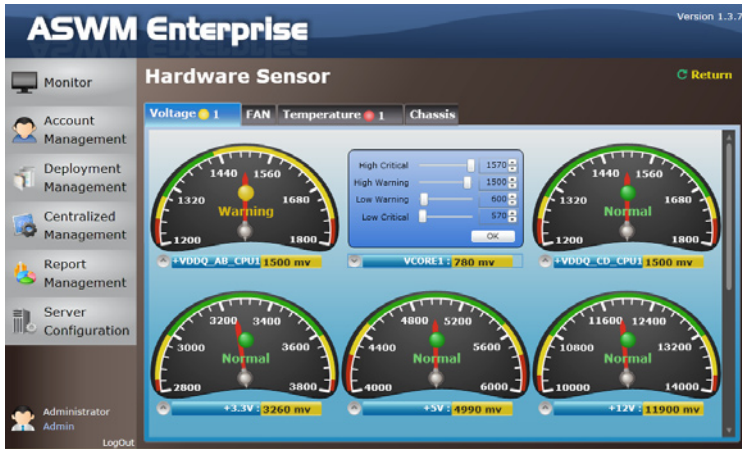 Version 1.3.7
ASWM Enterprise
Monitor
Account
Management
Deployment
Management
Centralized
Management
Report
Management
Server
Configuration
Administrator
Admin
LogOut
Hardware Sensor
Return
Voltage 1 FAN Temperature 1 Chassis
1200 1320 1440 1560 1680 1800
Warning
+VDDQ_AB_CPU1 1500 mv
High Critical 1570
High Warning 1500
Low Warning 600
Low Critical 570
OK
VCORE1 : 780 mv
1200 1320 1440 1560 1680 1800
Normal
+VDDQ_CD_CPU1 1500 mv
2800 3000 3200 3400 3600 3800
Normal
+3.3V : 3260 mv
4000 4400 4800 5200 5600 6000
Normal
+5V : 4990 mv
10000 10800 11600 12400 13200 14000
Normal
+12V : 11900 mv